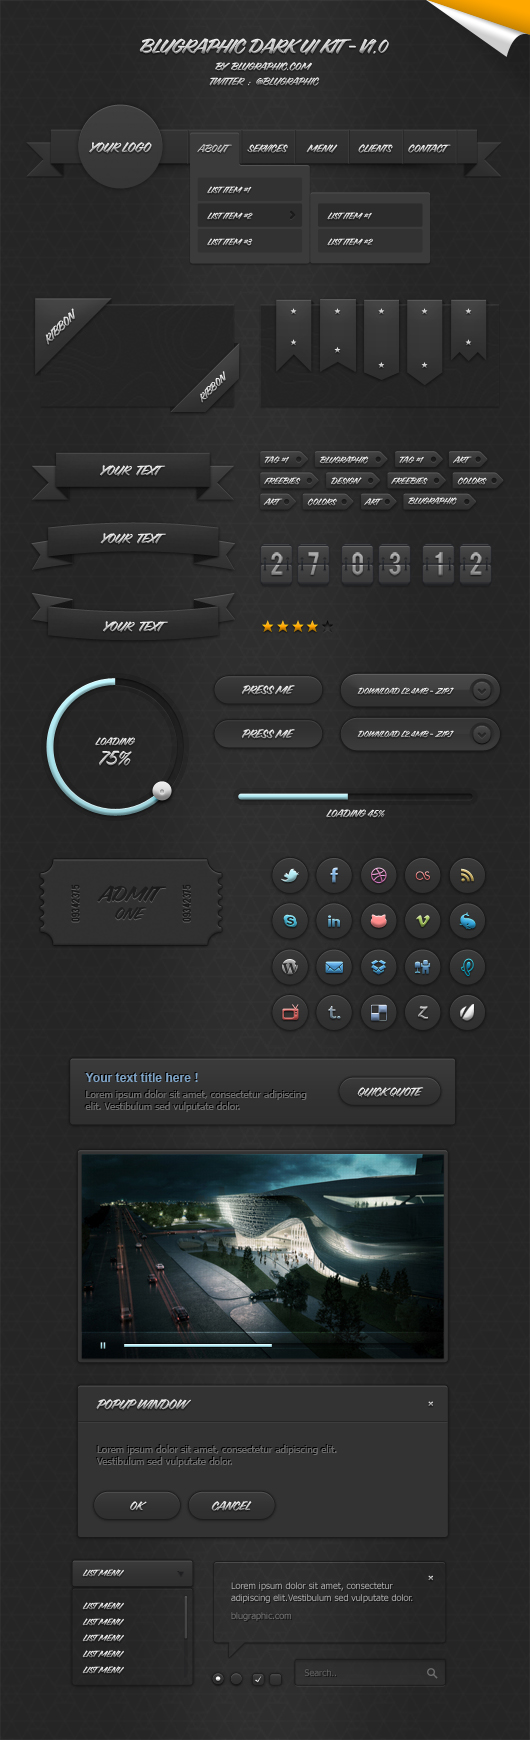 BLUGRAPHIC DARK UI KIT - V1.0
BY BLUGRAPHIC.COM
TWITTER : @BLUGRAPHIC
YOUR LOGO
ABOUT
SERVICES
MENU
CLIENTS
CONTACT
LIST ITEM #1
LIST ITEM #2
LIST ITEM #3
LIST ITEM #1
LIST ITEM #2
RIBBON
RIBBON
YOUR TEXT
YOUR TEXT
YOUR TEXT
TAG #1 BLUGRAPHIC TAG #1 ART
FREEBIES DESIGN FREEBIES COLORS
ART COLORS ART BLUGRAPHIC
2 7 0 3 1 2
LOADING
75%
PRESS ME
DOWNLOAD (2.4MB - ZIP)
PRESS ME
DOWNLOAD (2.4MB - ZIP)
LOADING 45%
09142375
ADMIT
ONE
09142375
Your text title here !
Lorem ipsum dolor sit amet, consectetur adipiscing
elit. Vestibulum sed vulputate dolor.
QUICK QUOTE
POPUP WINDOW
Lorem ipsum dolor sit amet, consectetur adipiscing elit.
Vestibulum sed vulputate dolor.
OK
CANCEL
LIST MENU
LIST MENU
LIST MENU
LIST MENU
LIST MENU
LIST MENU
Lorem ipsum dolor sit amet, consectetur
adipiscing elit.Vestibulum sed vulputate dolor.
blugraphic.com
Search..